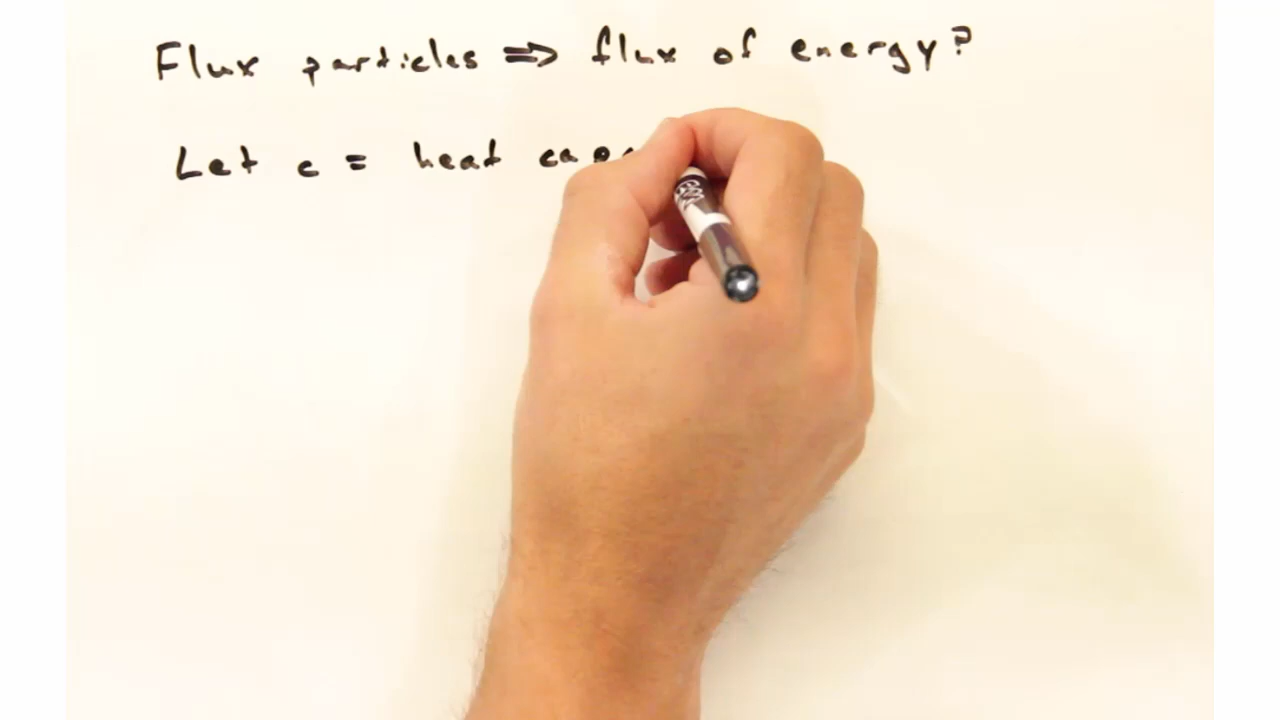 Flux particles ⇒ flux of energy?
Let c = heat